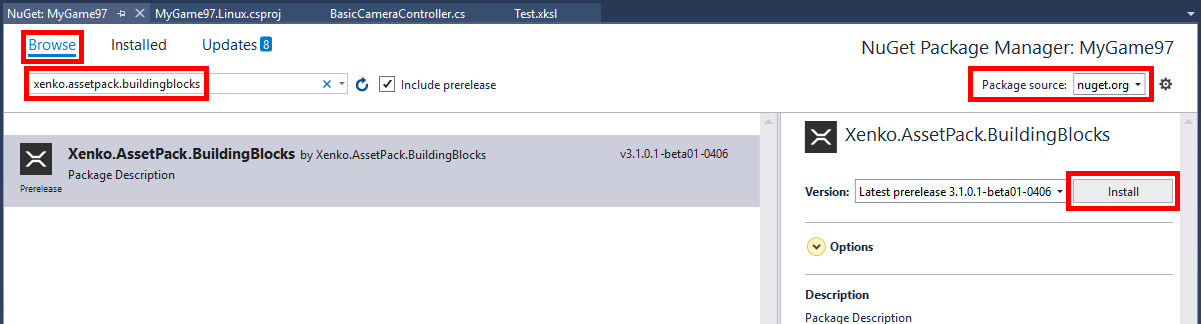 NuGet: MyGame97 MyGame97.Linux.csproj BasicCameraController.cs Test.xksl
Browse Installed Updates 8
NuGet Package Manager: MyGame97
xenko.assetpack.buildingblocks Include prerelease
Package source: nuget.org
Xenko.AssetPack.BuildingBlocks by Xenko.AssetPack.BuildingBlocks v3.1.0.1-beta01-0406
Package Description
Prerelease
Xenko.AssetPack.BuildingBlocks
Version: Latest prerelease 3.1.0.1-beta01-0406 Install
Options
Description
Package Description